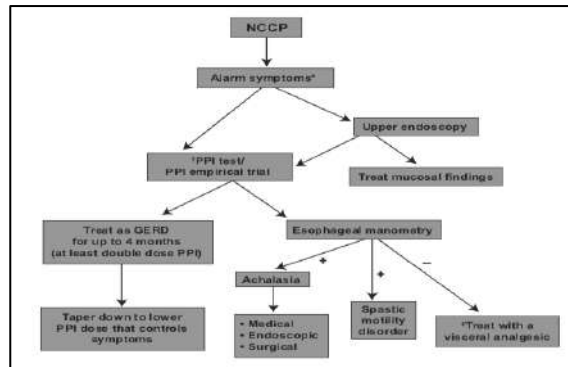 NCCP
Alarm symptoms*
Upper endoscopy
†PPI test/
PPI empirical trial
Treat mucosal findings
Treat as GERD
for up to 4 months
(at least double dose PPI)
Esophageal manometry
+
+
–
Achalasia
Taper down to lower
PPI dose that controls
symptoms
• Medical
• Endoscopic
• Surgical
Spastic
motility
disorder
*Treat with a
visceral analgesic